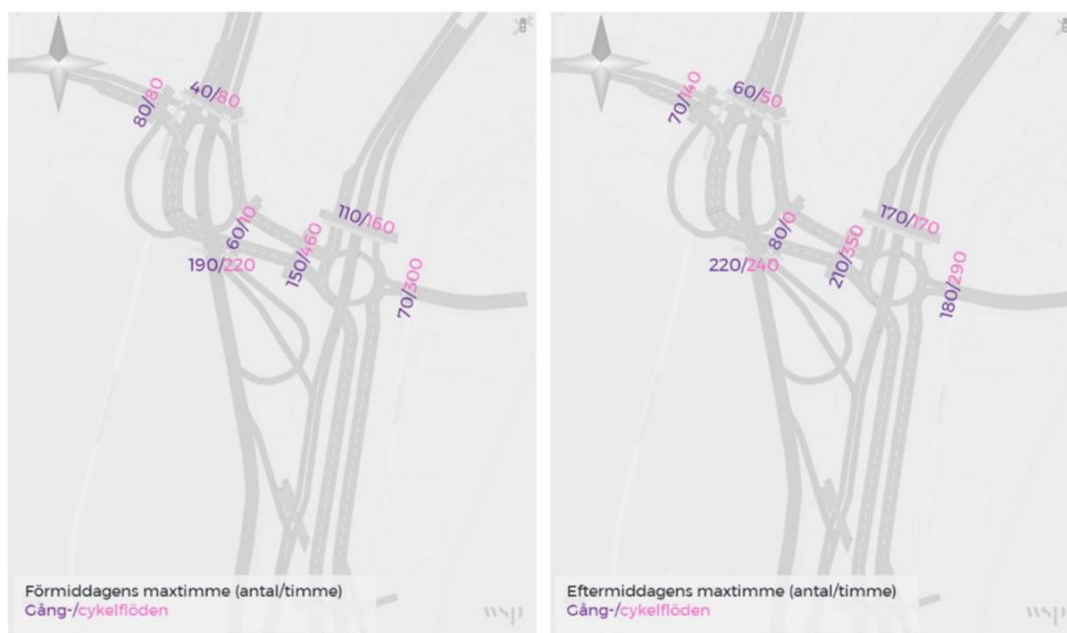 80/80
40/80
60/10
110/160
190/220
150/460
70/300
Förmiddagens maxtimme (antal/timme)
Gång-/cykelflöden
wsp
70/140
60/50
80/0
170/170
220/240
210/350
180/290
Eftermiddagens maxtimme (antal/timme)
Gång-/cykelflöden
wsp